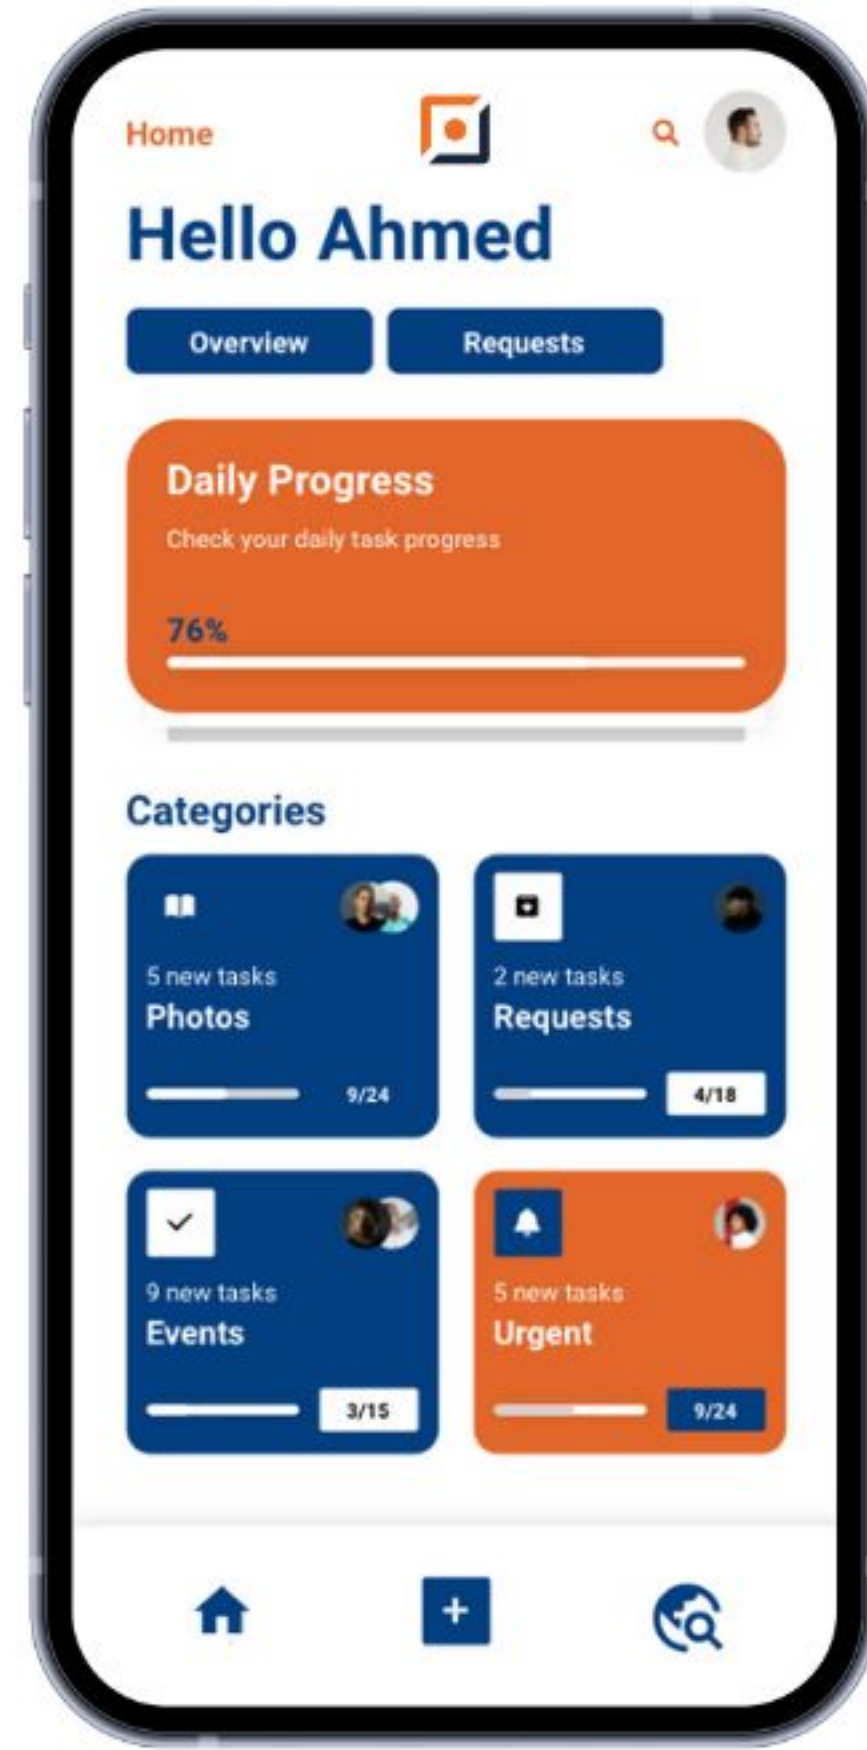 Home
Hello Ahmed
Overview Requests
Daily Progress
Check your daily task progress
76%
Categories
5 new tasks
Photos
9/24
2 new tasks
Requests
4/18
9 new tasks
Events
3/15
5 new tasks
Urgent
9/24